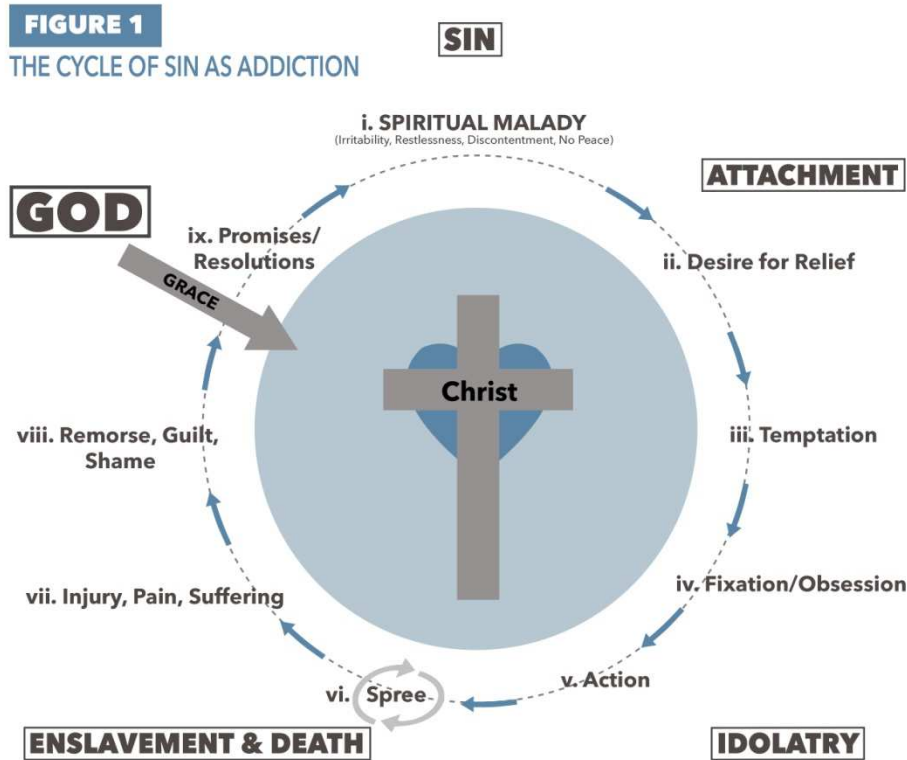 FIGURE 1
THE CYCLE OF SIN AS ADDICTION
SIN
i. SPIRITUAL MALADY
(Irritability, Restlessness, Discontentment, No Peace)
ATTACHMENT
GOD
GRACE
ix. Promises/
Resolutions
ii. Desire for Relief
Christ
viii. Remorse, Guilt,
Shame
iii. Temptation
vii. Injury, Pain, Suffering
iv. Fixation/Obsession
vi. Spree
v. Action
ENSLAVEMENT & DEATH
IDOLATRY